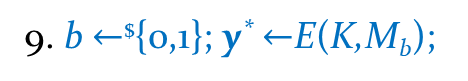 9. b ←$ {0,1}; y* ←E(K,M_b);